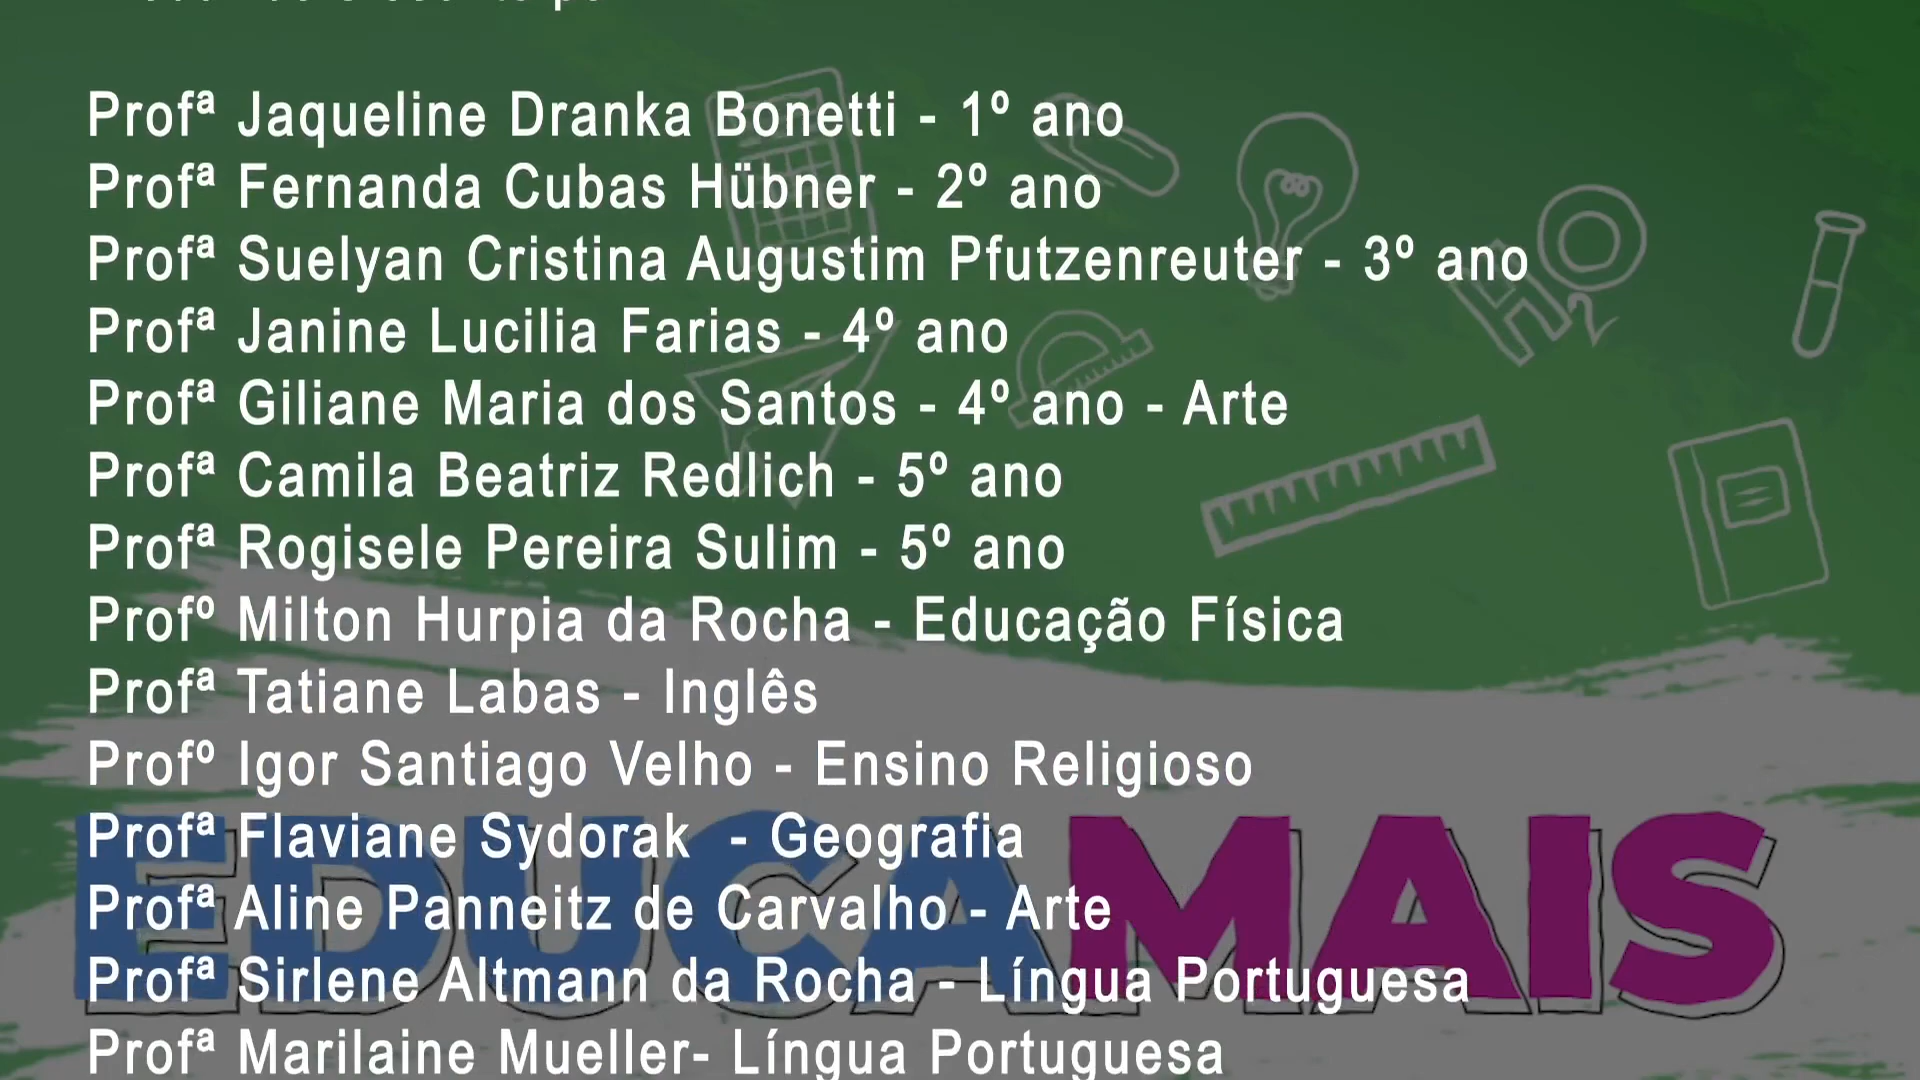 Profª Jaqueline Dranka Bonetti - 1º ano
Profª Fernanda Cubas Hübner - 2º ano
Profª Suelyan Cristina Augustim Pfutzenreuter - 3º ano
Profª Janine Lucilia Farias - 4º ano
Profª Giliane Maria dos Santos - 4º ano - Arte
Profª Camila Beatriz Redlich - 5º ano
Profª Rogisele Pereira Sulim - 5º ano
Profº Milton Hurpia da Rocha - Educação Física
Profª Tatiane Labas - Inglês
Profº Igor Santiago Velho - Ensino Religioso
Profª Flaviane Sydorak  - Geografia
Profª Aline Panneitz de Carvalho - Arte
Profª Sirlene Altmann da Rocha - Língua Portuguesa
Profª Marilaine Mueller- Língua Portuguesa
H2O
EDUCAMAIS